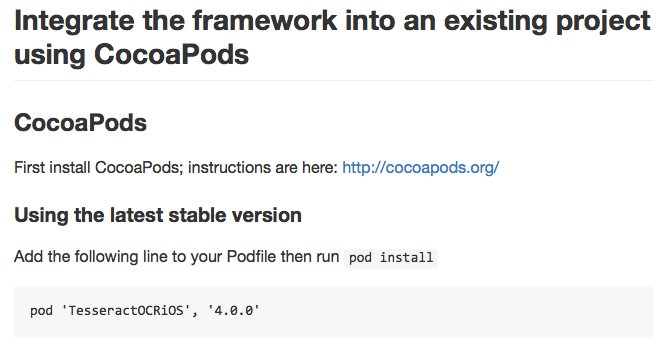 Integrate the framework into an existing project
using CocoaPods
CocoaPods
First install CocoaPods; instructions are here: http://cocoapods.org/
Using the latest stable version
Add the following line to your Podfile then run pod install
pod 'TesseractOCRiOS', '4.0.0'